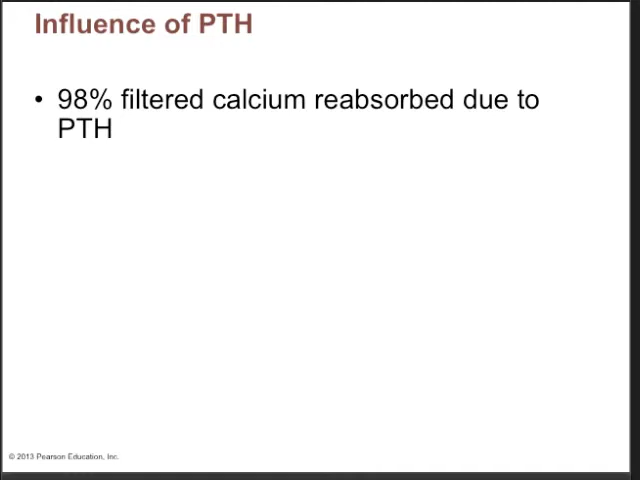 Influence of PTH
• 98% filtered calcium reabsorbed due to
PTH
© 2013 Pearson Education, Inc.